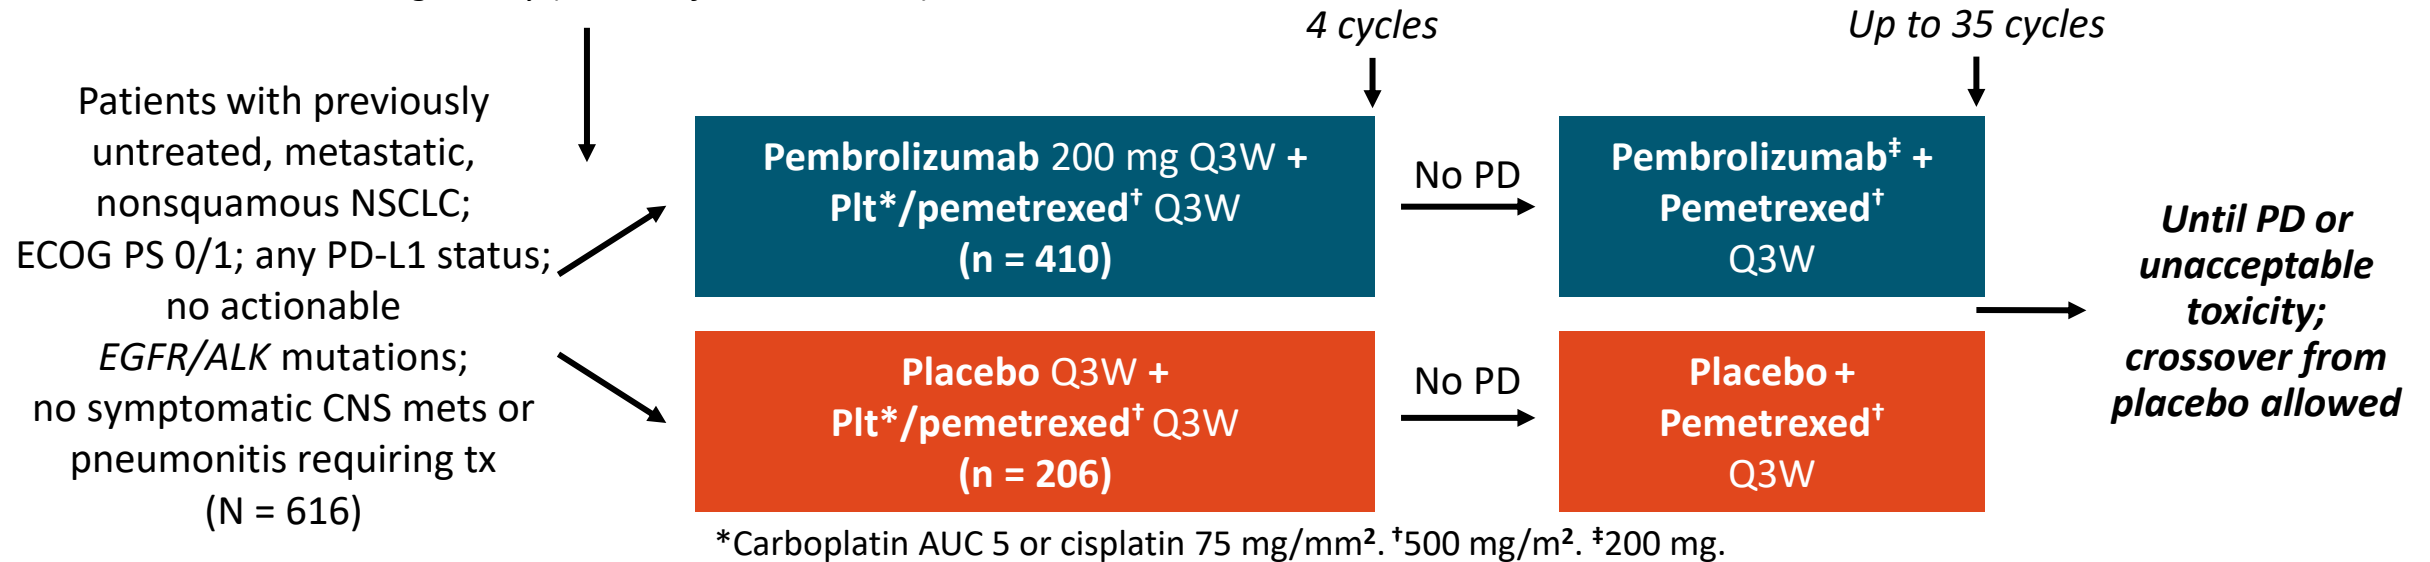 4 cycles
Up to 35 cycles
Patients with previously
untreated, metastatic,
nonsquamous NSCLC;
ECOG PS 0/1; any PD-L1 status;
no actionable
EGFR/ALK mutations;
no symptomatic CNS mets or
pneumonitis requiring tx
(N = 616)
Pembrolizumab 200 mg Q3W +
Plt*/pemetrexed† Q3W
(n = 410)
No PD
Pembrolizumab‡ +
Pemetrexed†
Q3W
Placebo Q3W +
Plt*/pemetrexed† Q3W
(n = 206)
No PD
Placebo +
Pemetrexed†
Q3W
Until PD or
unacceptable
toxicity;
crossover from
placebo allowed
*Carboplatin AUC 5 or cisplatin 75 mg/mm². †500 mg/m². ‡200 mg.